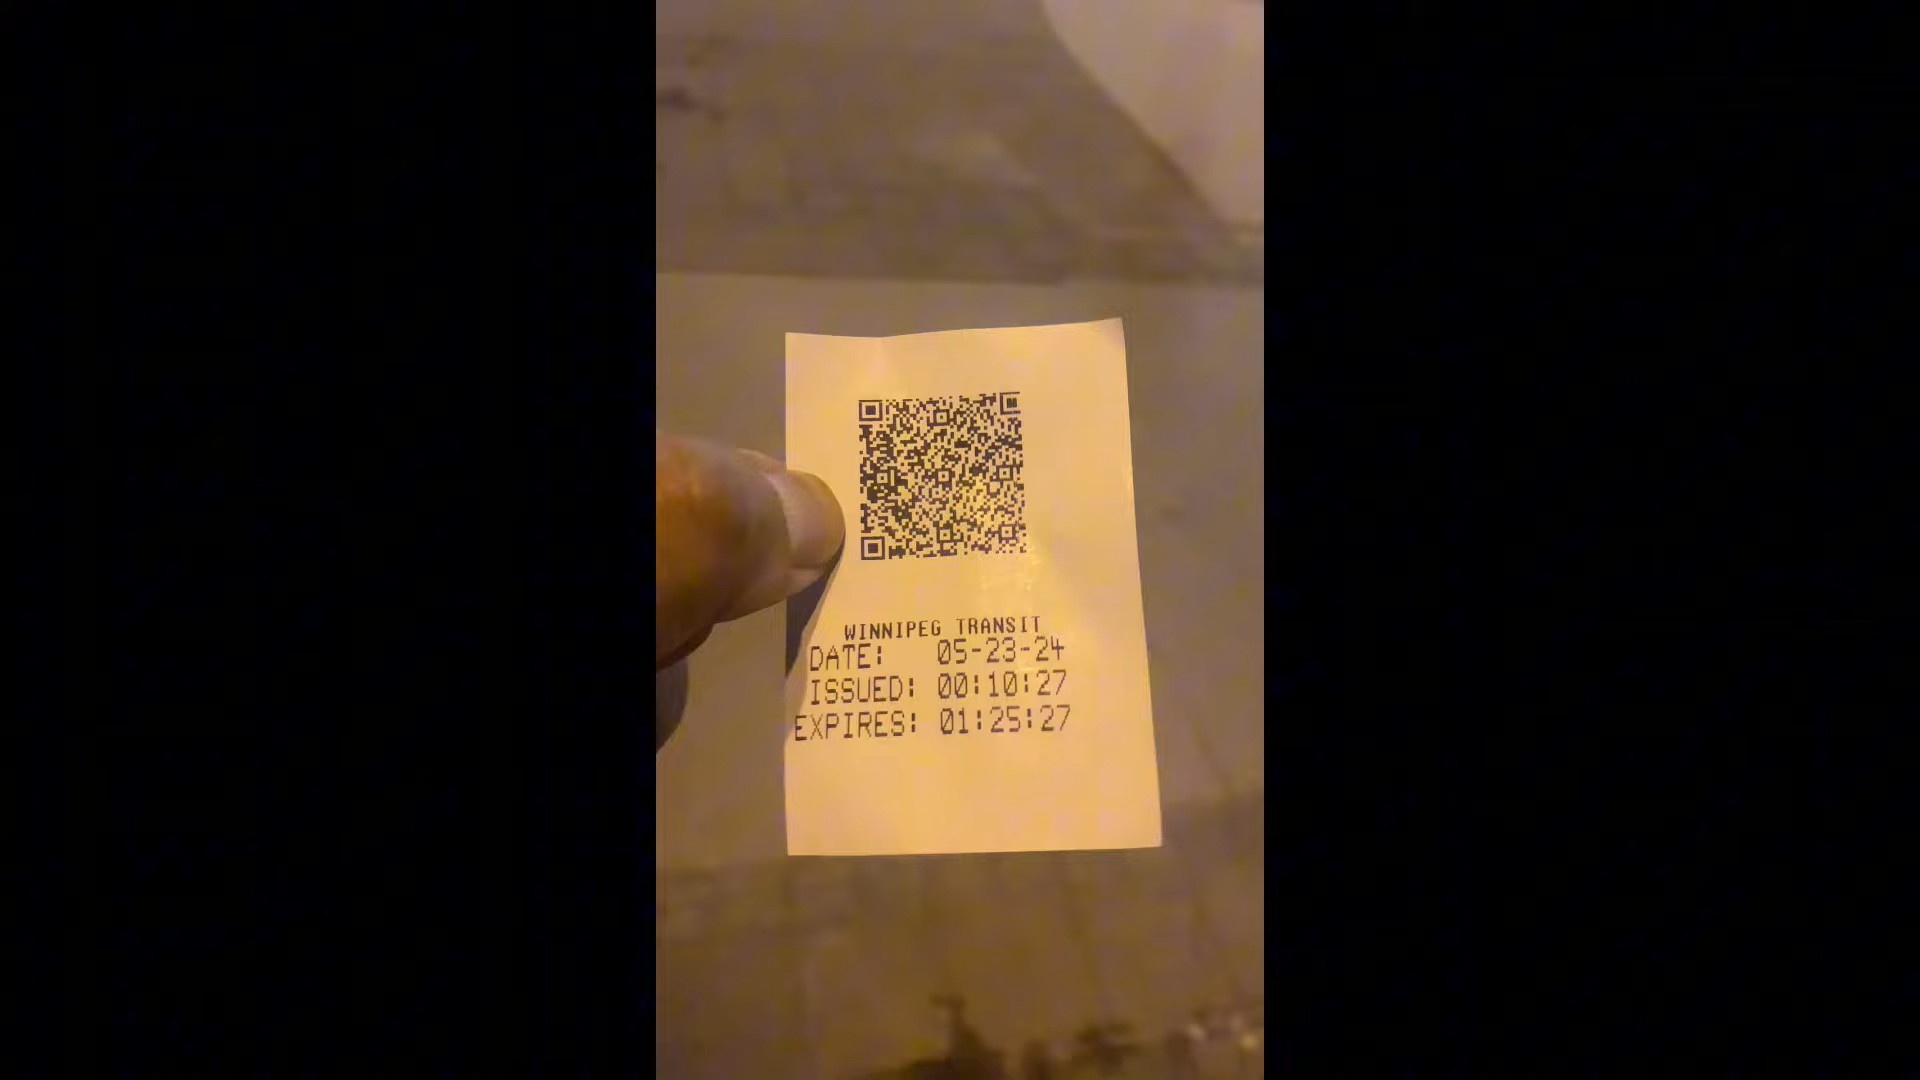 WINNIPEG TRANSIT
DATE: 05-23-24
ISSUED: 00:10:27
EXPIRES: 01:25:27